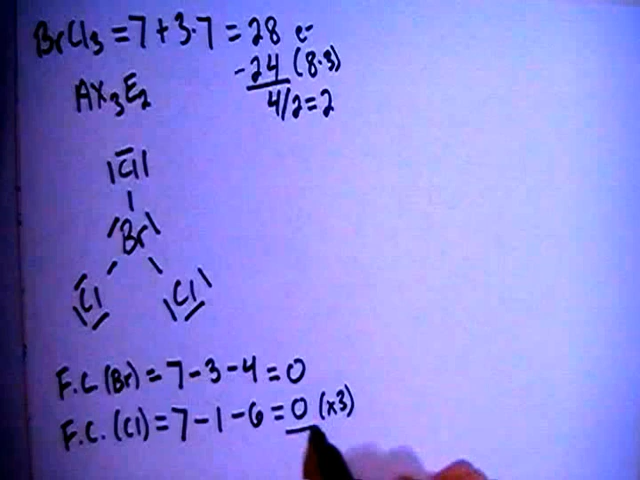 BrCl3 = 7 + 3·7 = 28 e-
-24 (8·3)
AX3E2
4/2=2
Cl
Br
Cl Cl
F.C (Br) = 7 - 3 - 4 = 0
F.C. (Cl) = 7 - 1 - 6 = 0 (x3)